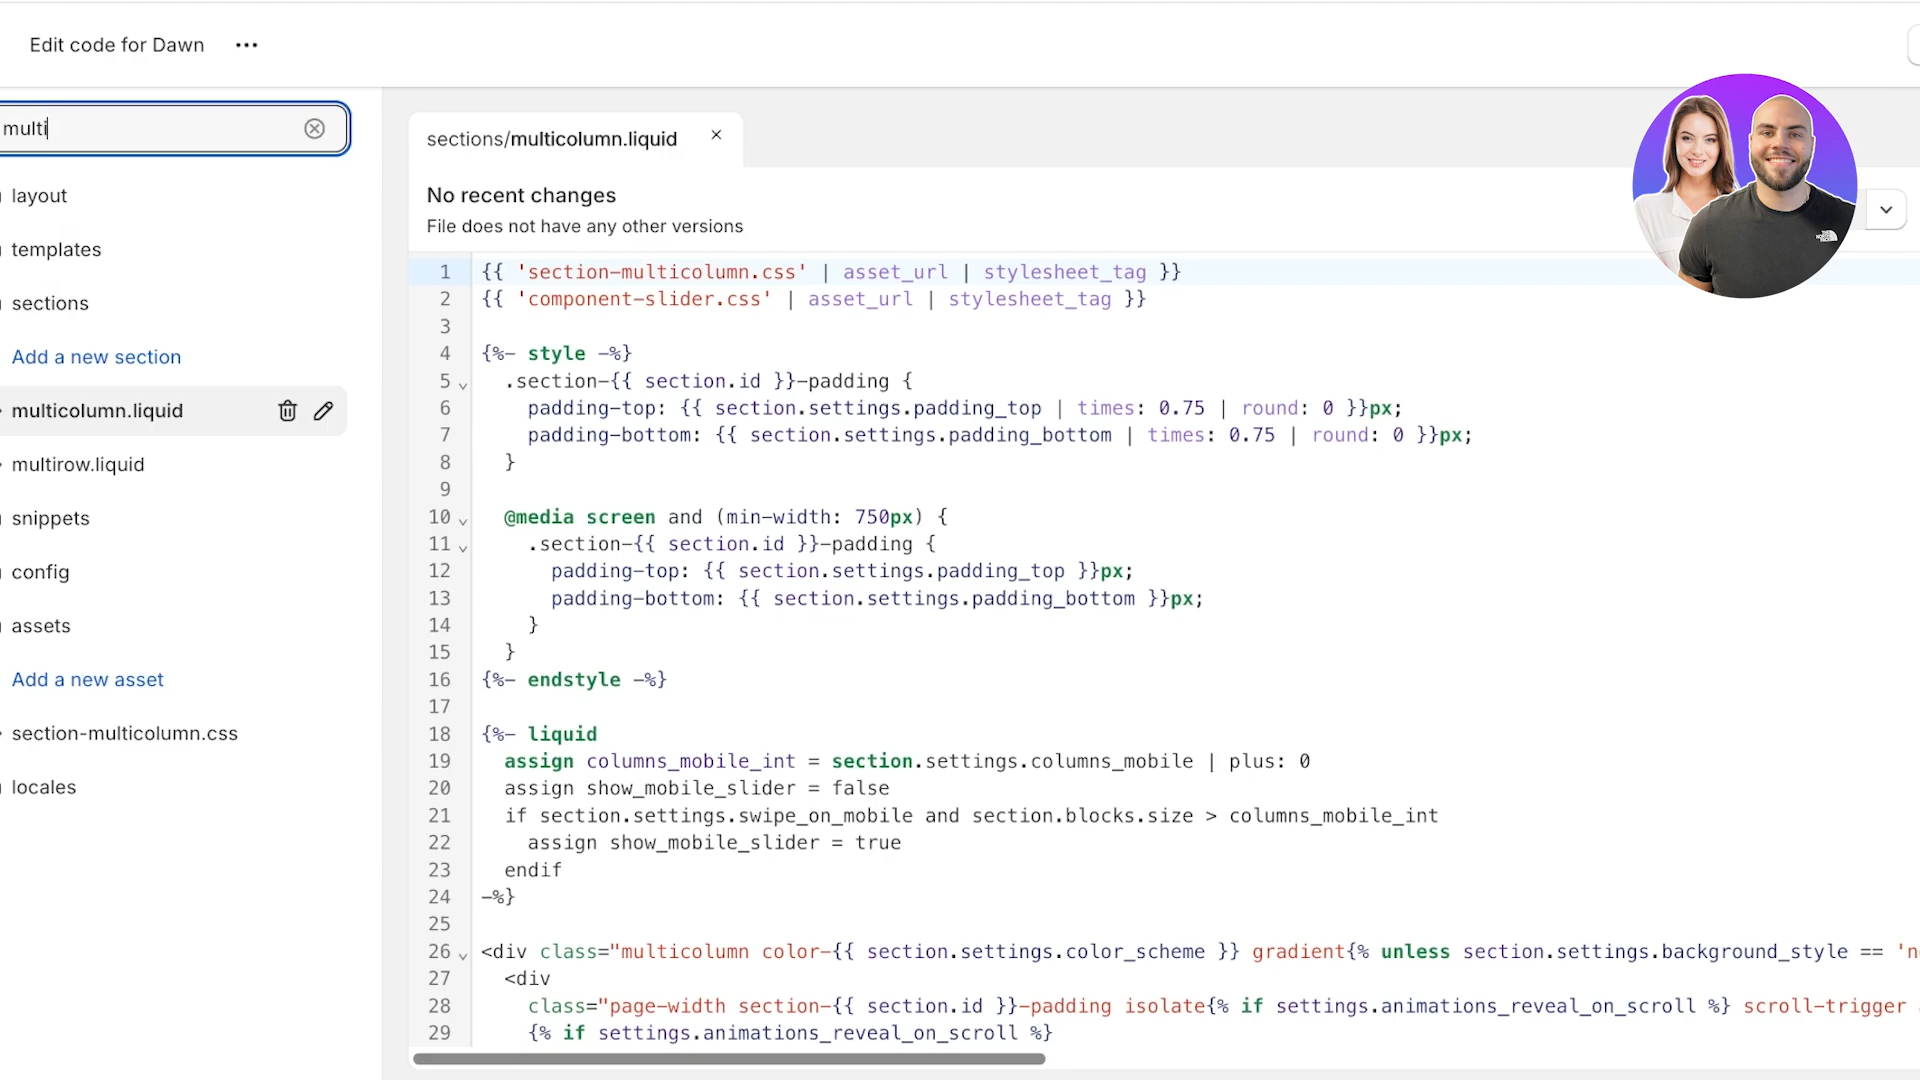 Edit code for Dawn ···
multi
layout
templates
sections
Add a new section
multicolumn.liquid
multirow.liquid
snippets
config
assets
Add a new asset
section-multicolumn.css
locales
sections/multicolumn.liquid
No recent changes
File does not have any other versions
1 {{ 'section-multicolumn.css' | asset_url | stylesheet_tag }}
2 {{ 'component-slider.css' | asset_url | stylesheet_tag }}
3
4 {%- style -%}
5 .section-{{ section.id }}-padding {
6 padding-top: {{ section.settings.padding_top | times: 0.75 | round: 0 }}px;
7 padding-bottom: {{ section.settings.padding_bottom | times: 0.75 | round: 0 }}px;
8 }
9
10 @media screen and (min-width: 750px) {
11 .section-{{ section.id }}-padding {
12 padding-top: {{ section.settings.padding_top }}px;
13 padding-bottom: {{ section.settings.padding_bottom }}px;
14 }
15 }
16 {%- endstyle -%}
17
18 {%- liquid
19 assign columns_mobile_int = section.settings.columns_mobile | plus: 0
20 assign show_mobile_slider = false
21 if section.settings.swipe_on_mobile and section.blocks.size > columns_mobile_int
22 assign show_mobile_slider = true
23 endif
24 -%}
25
26 <div class="multicolumn color-{{ section.settings.color_scheme }} gradient{% unless section.settings.background_style == 'n
27 <div
28 class="page-width section-{{ section.id }}-padding isolate{% if settings.animations_reveal_on_scroll %} scroll-trigger
29 {% if settings.animations_reveal_on_scroll %}
THE NORTH FACE